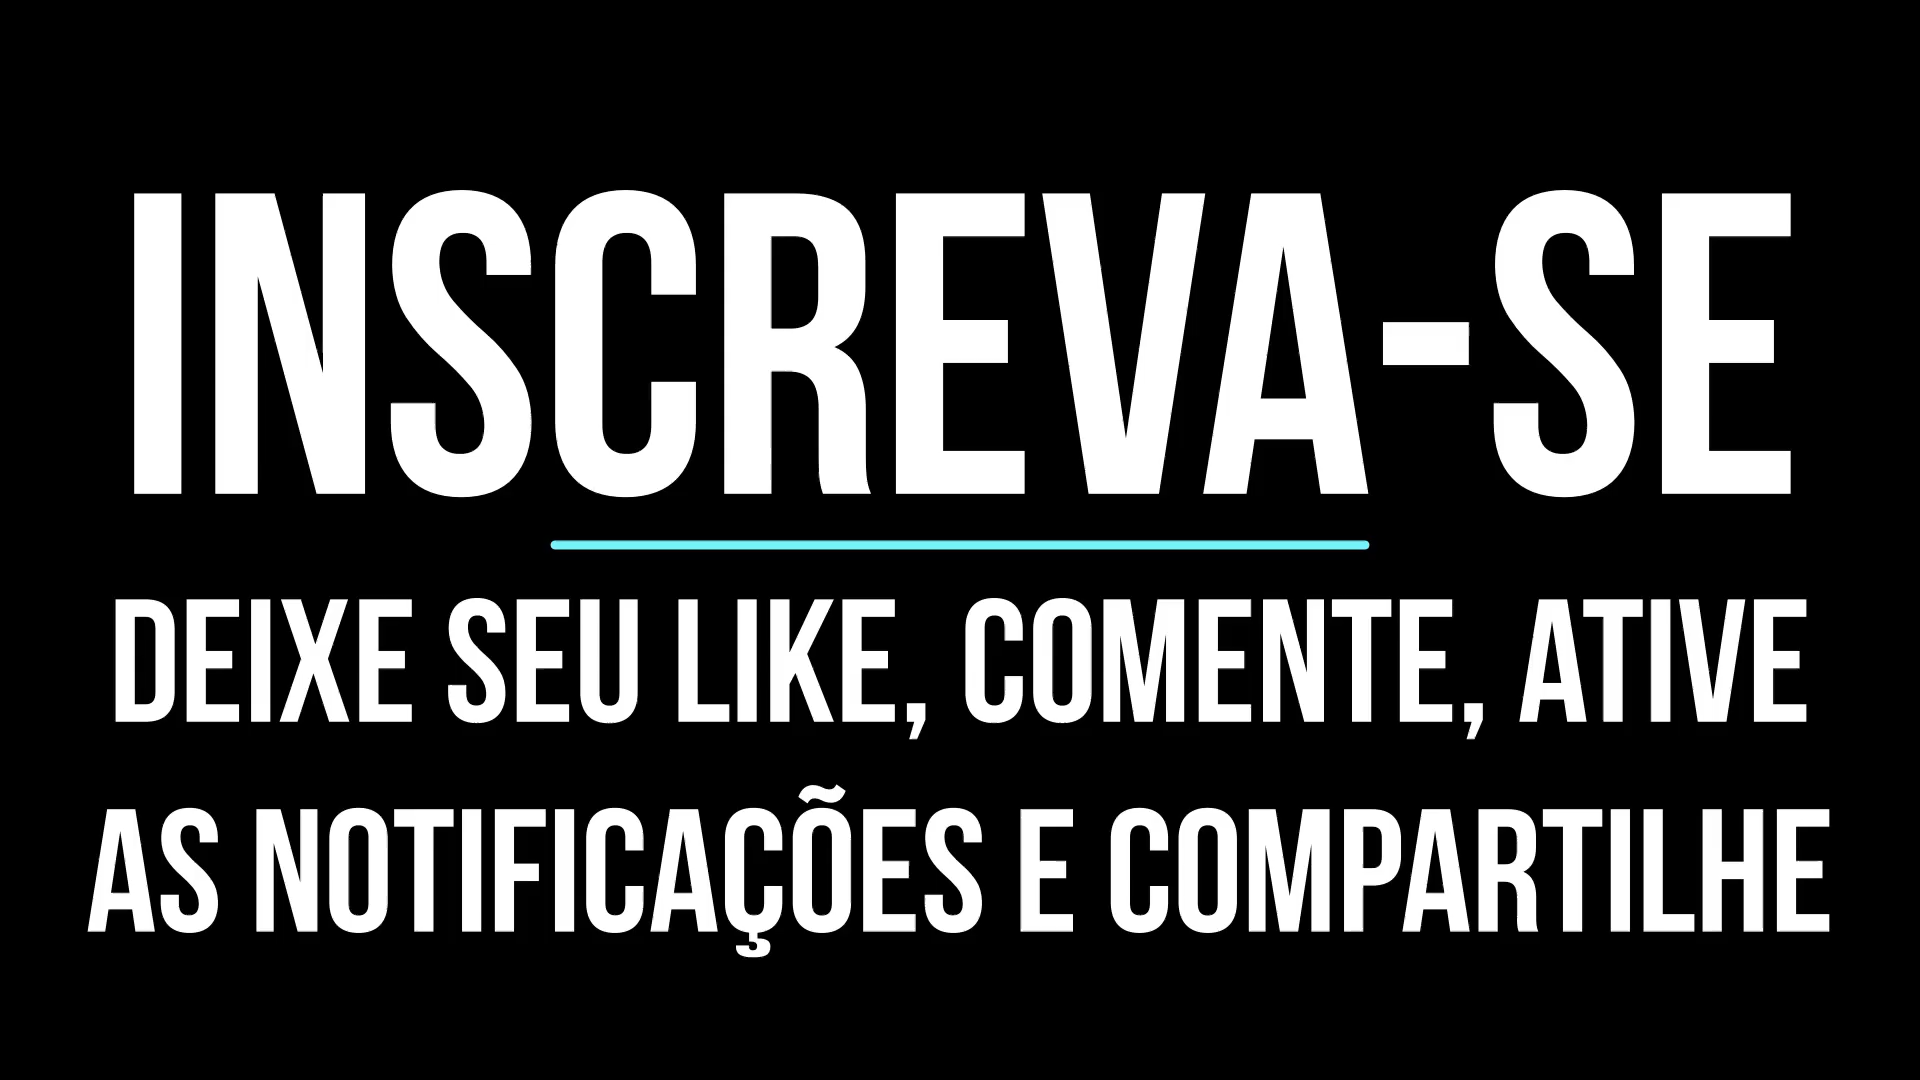 INSCREVA-SE
DEIXE SEU LIKE, COMENTE, ATIVE
AS NOTIFICAÇÕES E COMPARTILHE